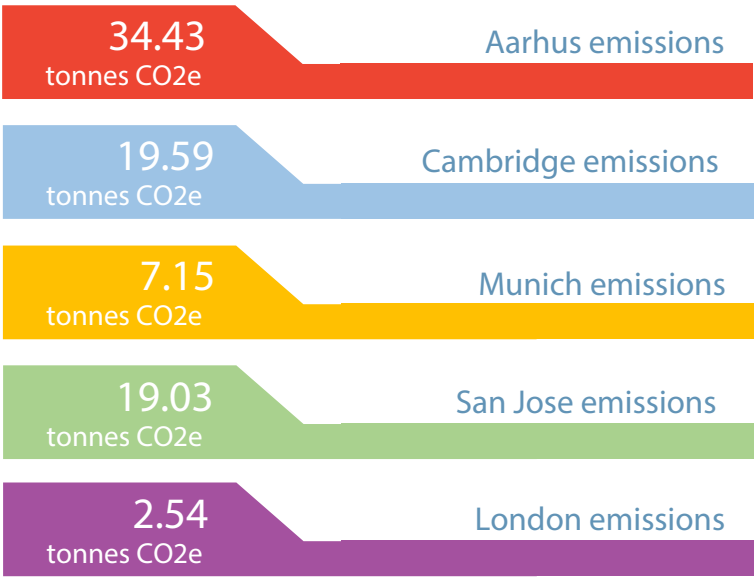 34.43
tonnes CO2e
Aarhus emissions
19.59
tonnes CO2e
Cambridge emissions
7.15
tonnes CO2e
Munich emissions
19.03
tonnes CO2e
San Jose emissions
2.54
tonnes CO2e
London emissions